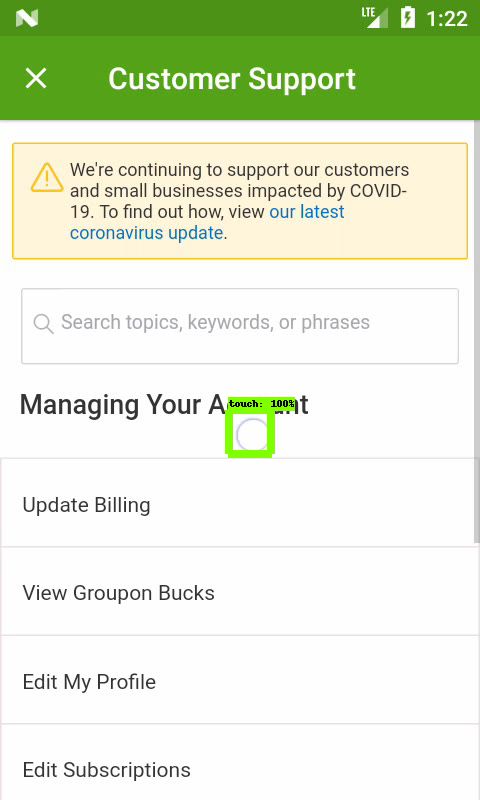 LTE 1:22
Customer Support
We're continuing to support our customers
and small businesses impacted by COVID-
19. To find out how, view our latest
coronavirus update.
Search topics, keywords, or phrases
touch: 100%
Managing Your A nt
Update Billing
View Groupon Bucks
Edit My Profile
Edit Subscriptions